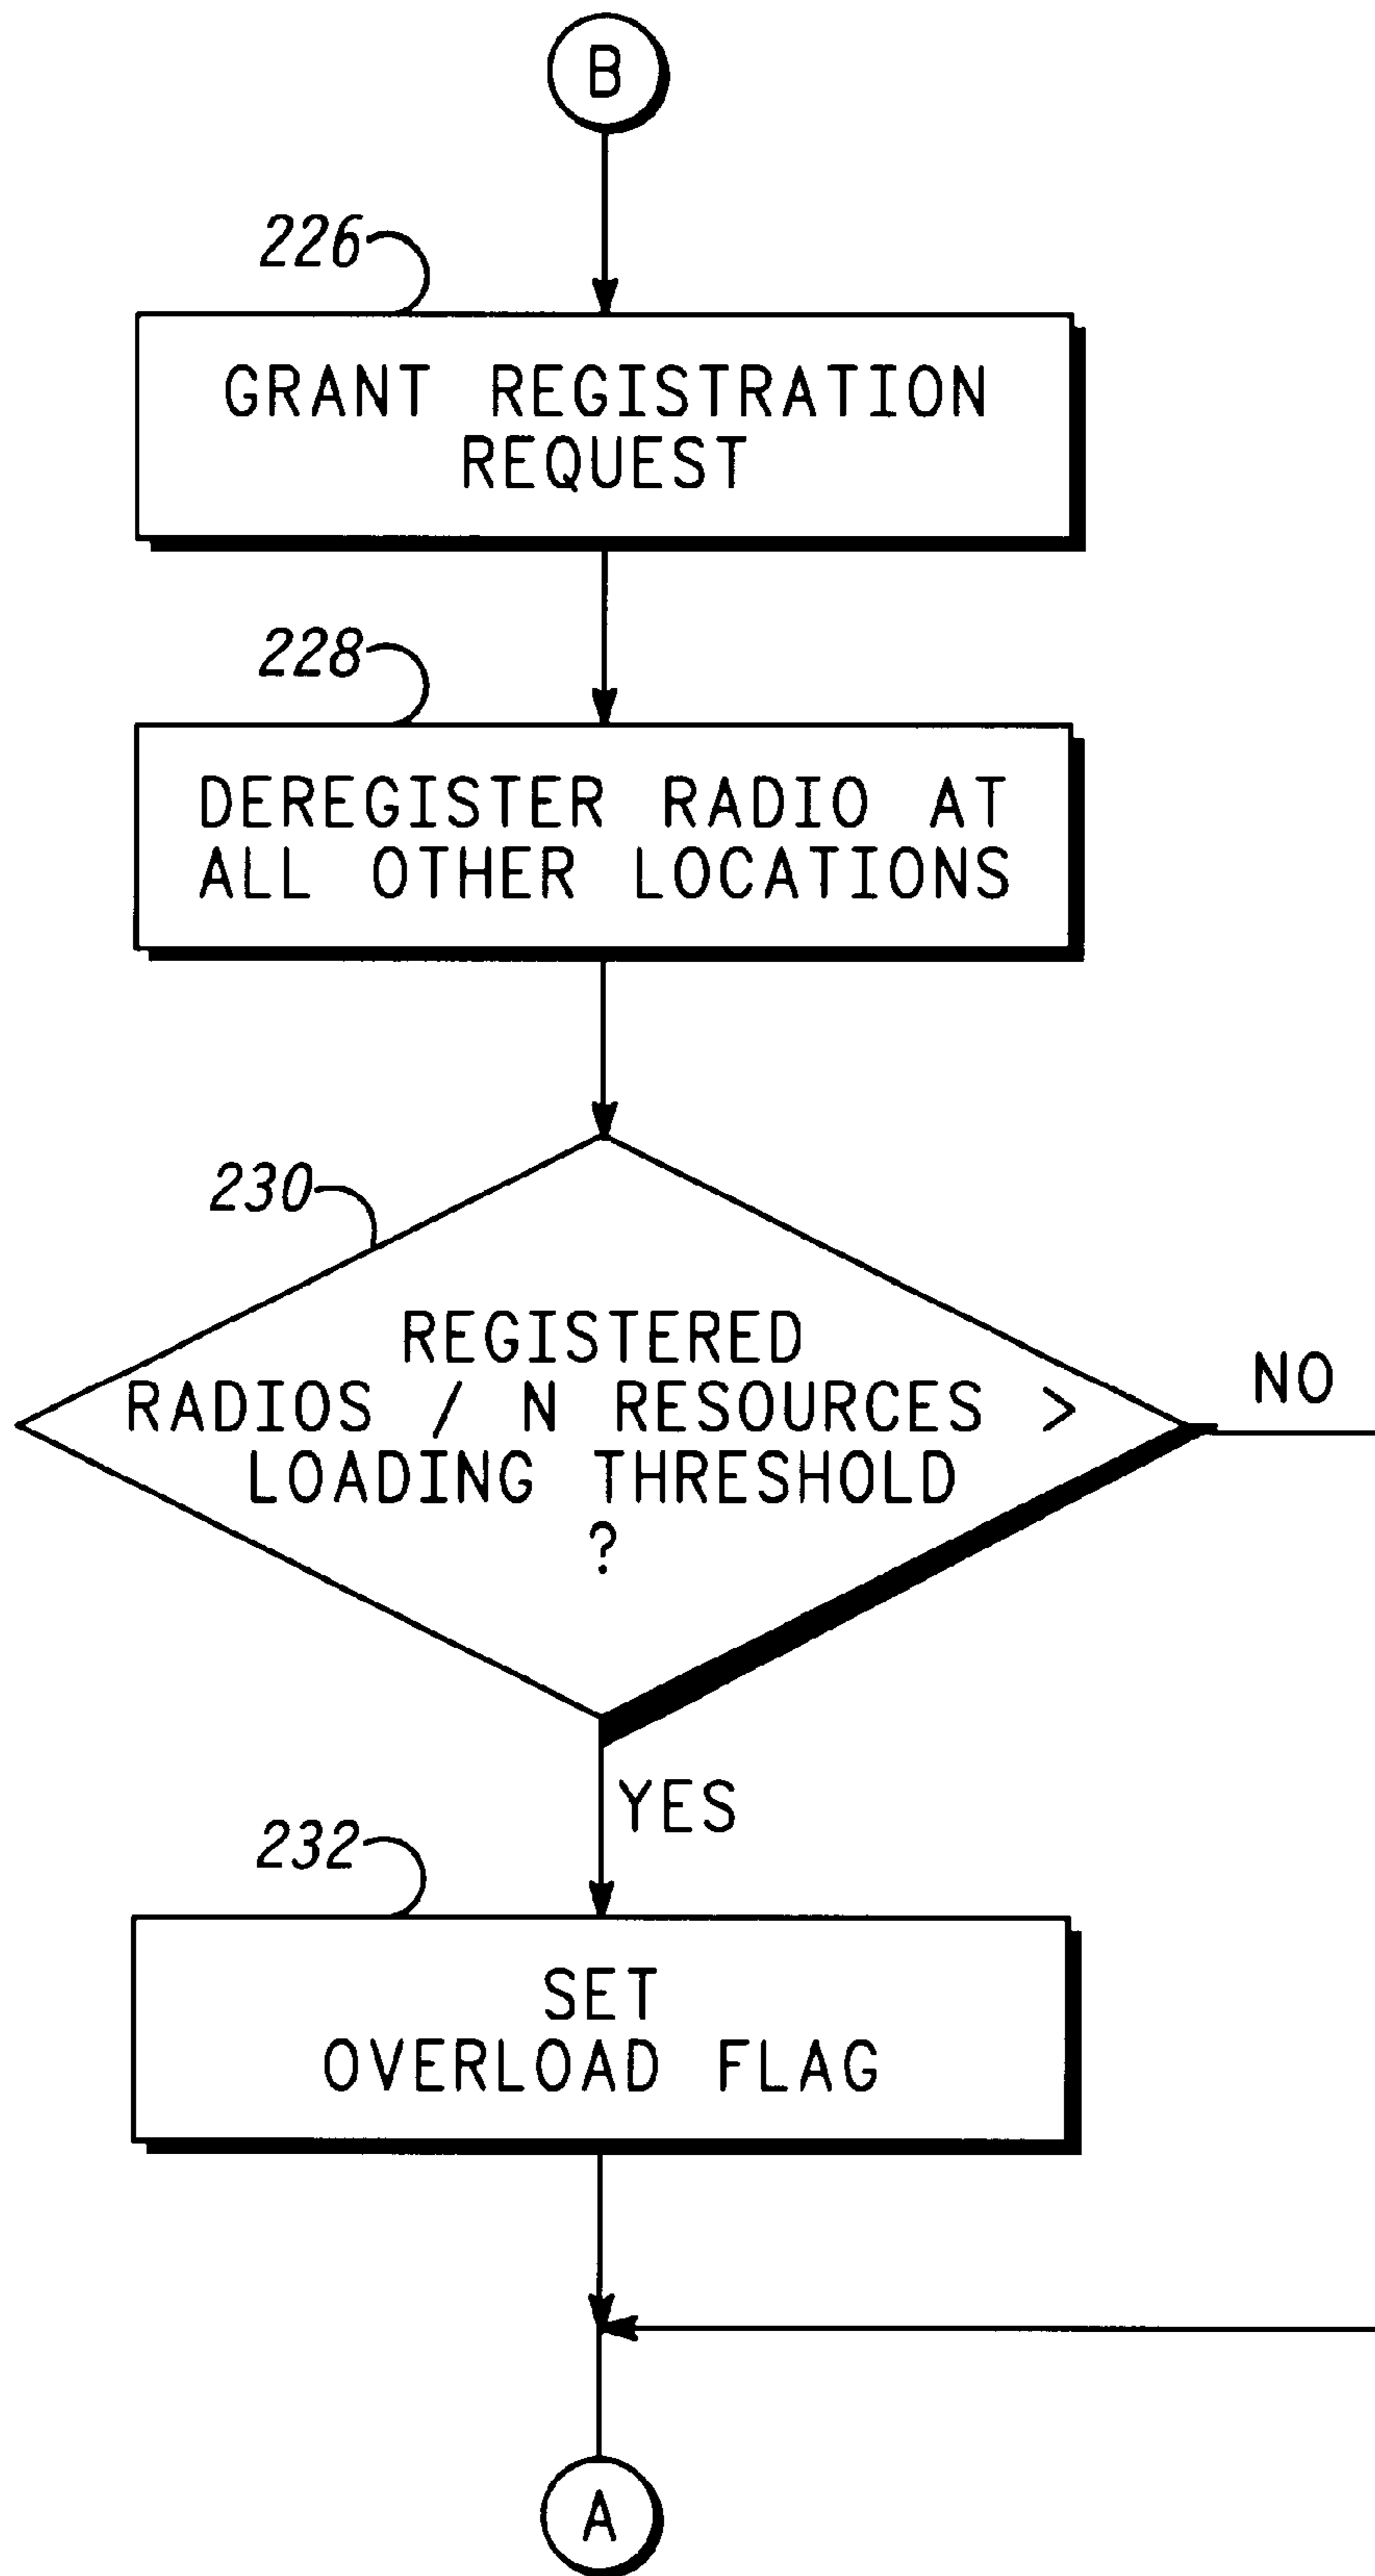 B
226
GRANT REGISTRATION
REQUEST
228
DEREGISTER RADIO AT
ALL OTHER LOCATIONS
230
REGISTERED
RADIOS / N RESOURCES >
LOADING THRESHOLD
?
NO
YES
232
SET
OVERLOAD FLAG
A